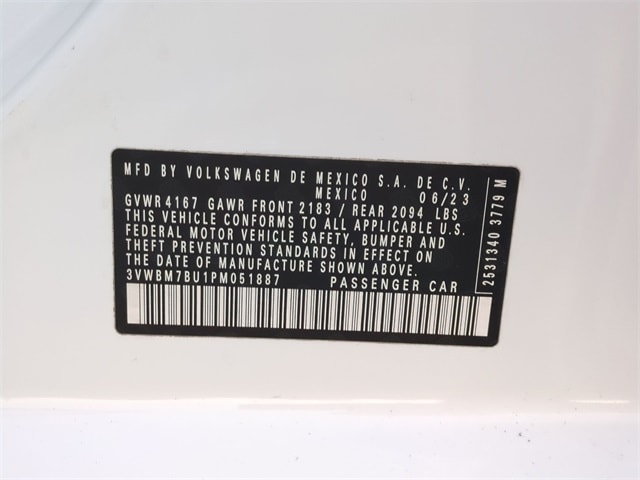 MFD BY VOLKSWAGEN DE MEXICO S.A. DE C.V.
MEXICO 06/23
GVWR 4167 GAWR FRONT 2183 / REAR 2094 LBS
THIS VEHICLE CONFORMS TO ALL APPLICABLE U.S.
FEDERAL MOTOR VEHICLE SAFETY, BUMPER AND
THEFT PREVENTION STANDARDS IN EFFECT ON
THE DATE OF MANUFACTURE SHOWN ABOVE.
3VWBM7BU1PM051887 PASSENGER CAR
2531340 3779 M